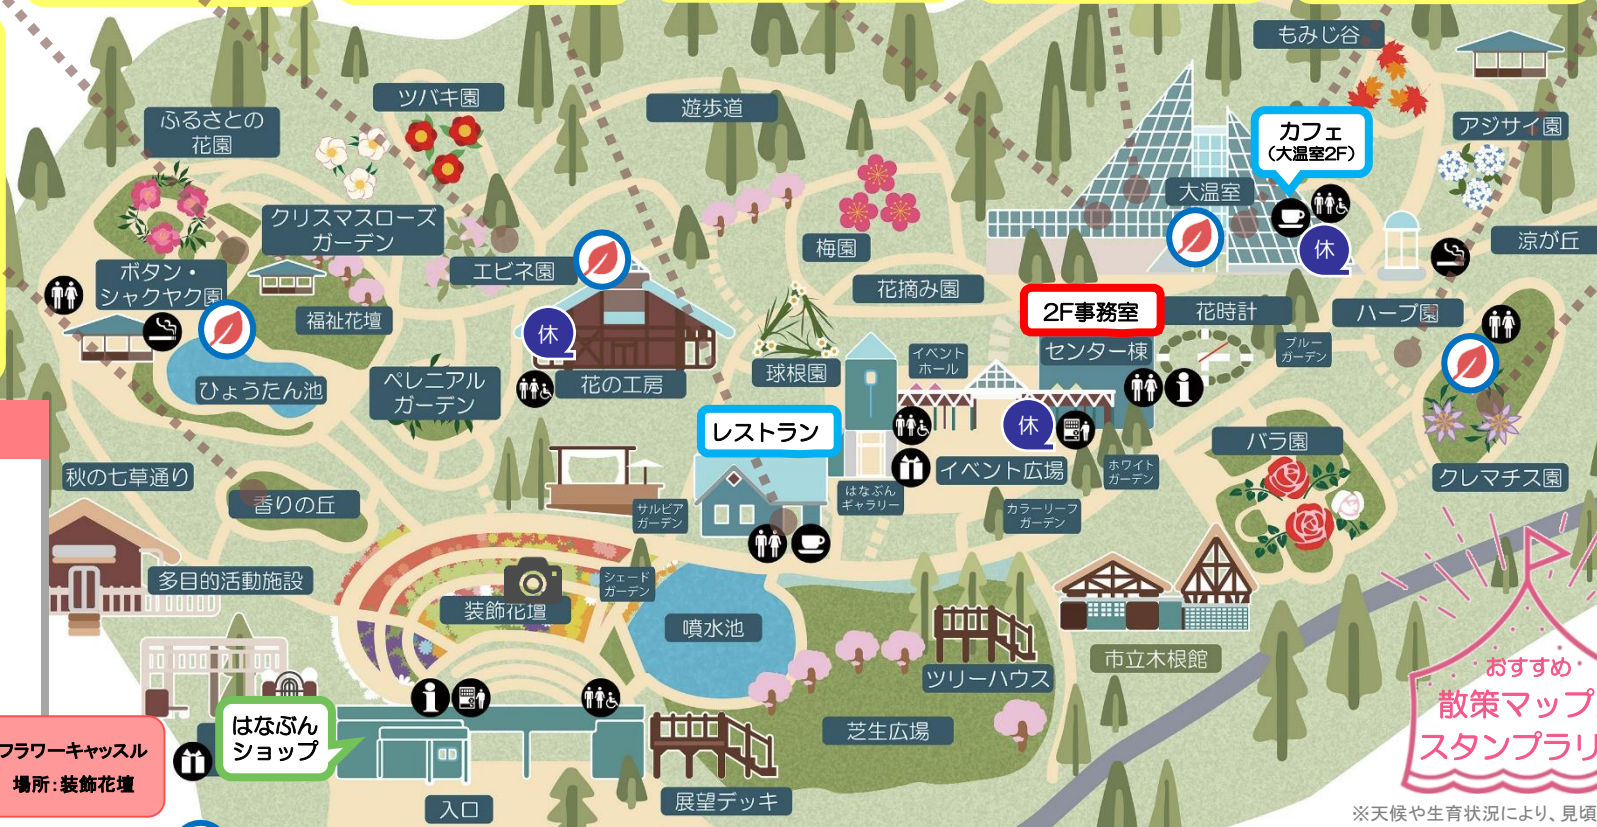 もみじ谷
ツバキ園
遊歩道
ふるさとの
花園
カフェ
(大温室2F)
アジサイ園
大温室
クリスマスローズ
ガーデン
梅園
涼が丘
エビネ園
ボタン・
シャクヤク園
花摘み園
福祉花壇
2F事務室
花時計
ハーブ園
センター棟
ブルー
ガーデン
イベント
ホール
休
休
休
球根園
花の工房
ペレニアル
ガーデン
ひょうたん池
レストラン
バラ園
イベント広場
ホワイト
ガーデン
クレマチス園
秋の七草通り
香りの丘
はなぶん
ギャラリー
サルビア
ガーデン
カラーリーフ
ガーデン
多目的活動施設
シェード
ガーデン
装飾花壇
噴水池
市立木根館
ツリーハウス
おすすめ
散策マップ
スタンプラリ
はなぶん
ショップ
芝生広場
フラワーキャッスル
場所:装飾花壇
入口
展望デッキ
※天候や生育状況により、見頃